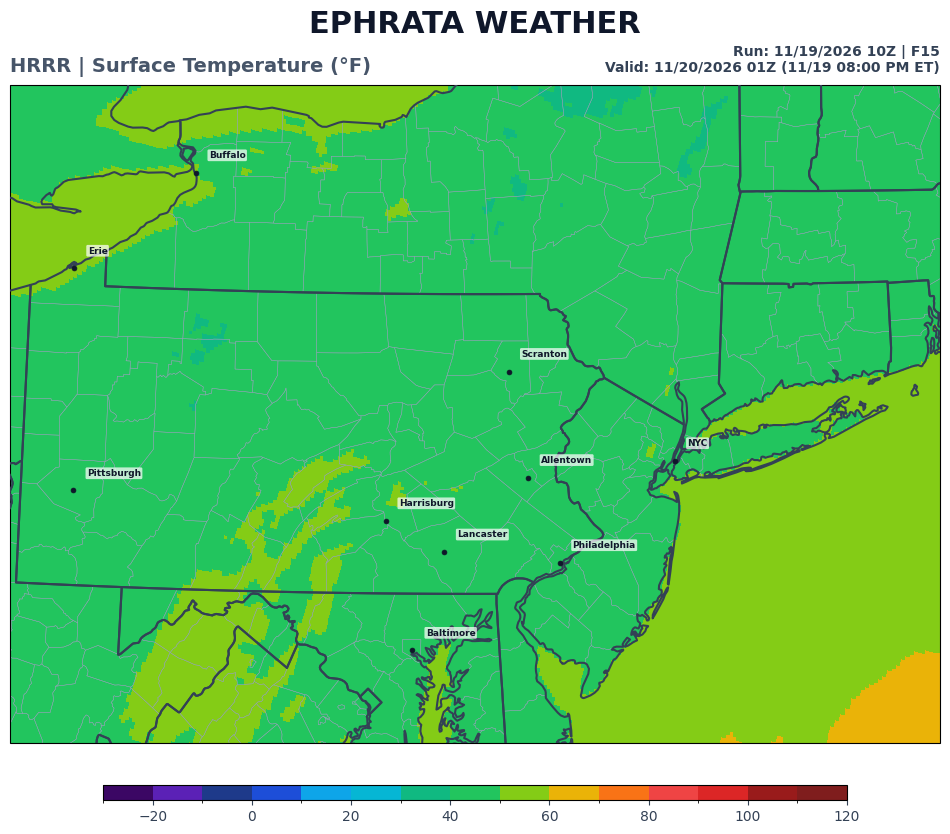 EPHRATA WEATHER
Run: 11/19/2026 10Z | F15
HRRR | Surface Temperature (°F)
Valid: 11/20/2026 01Z (11/19 08:00 PM ET)
Buffalo
Erie
Scranton
NYC
Allentown
Pittsburgh
Harrisburg
Lancaster
Philadelphia
Baltimore
−20 0 20 40 60 80 100 120